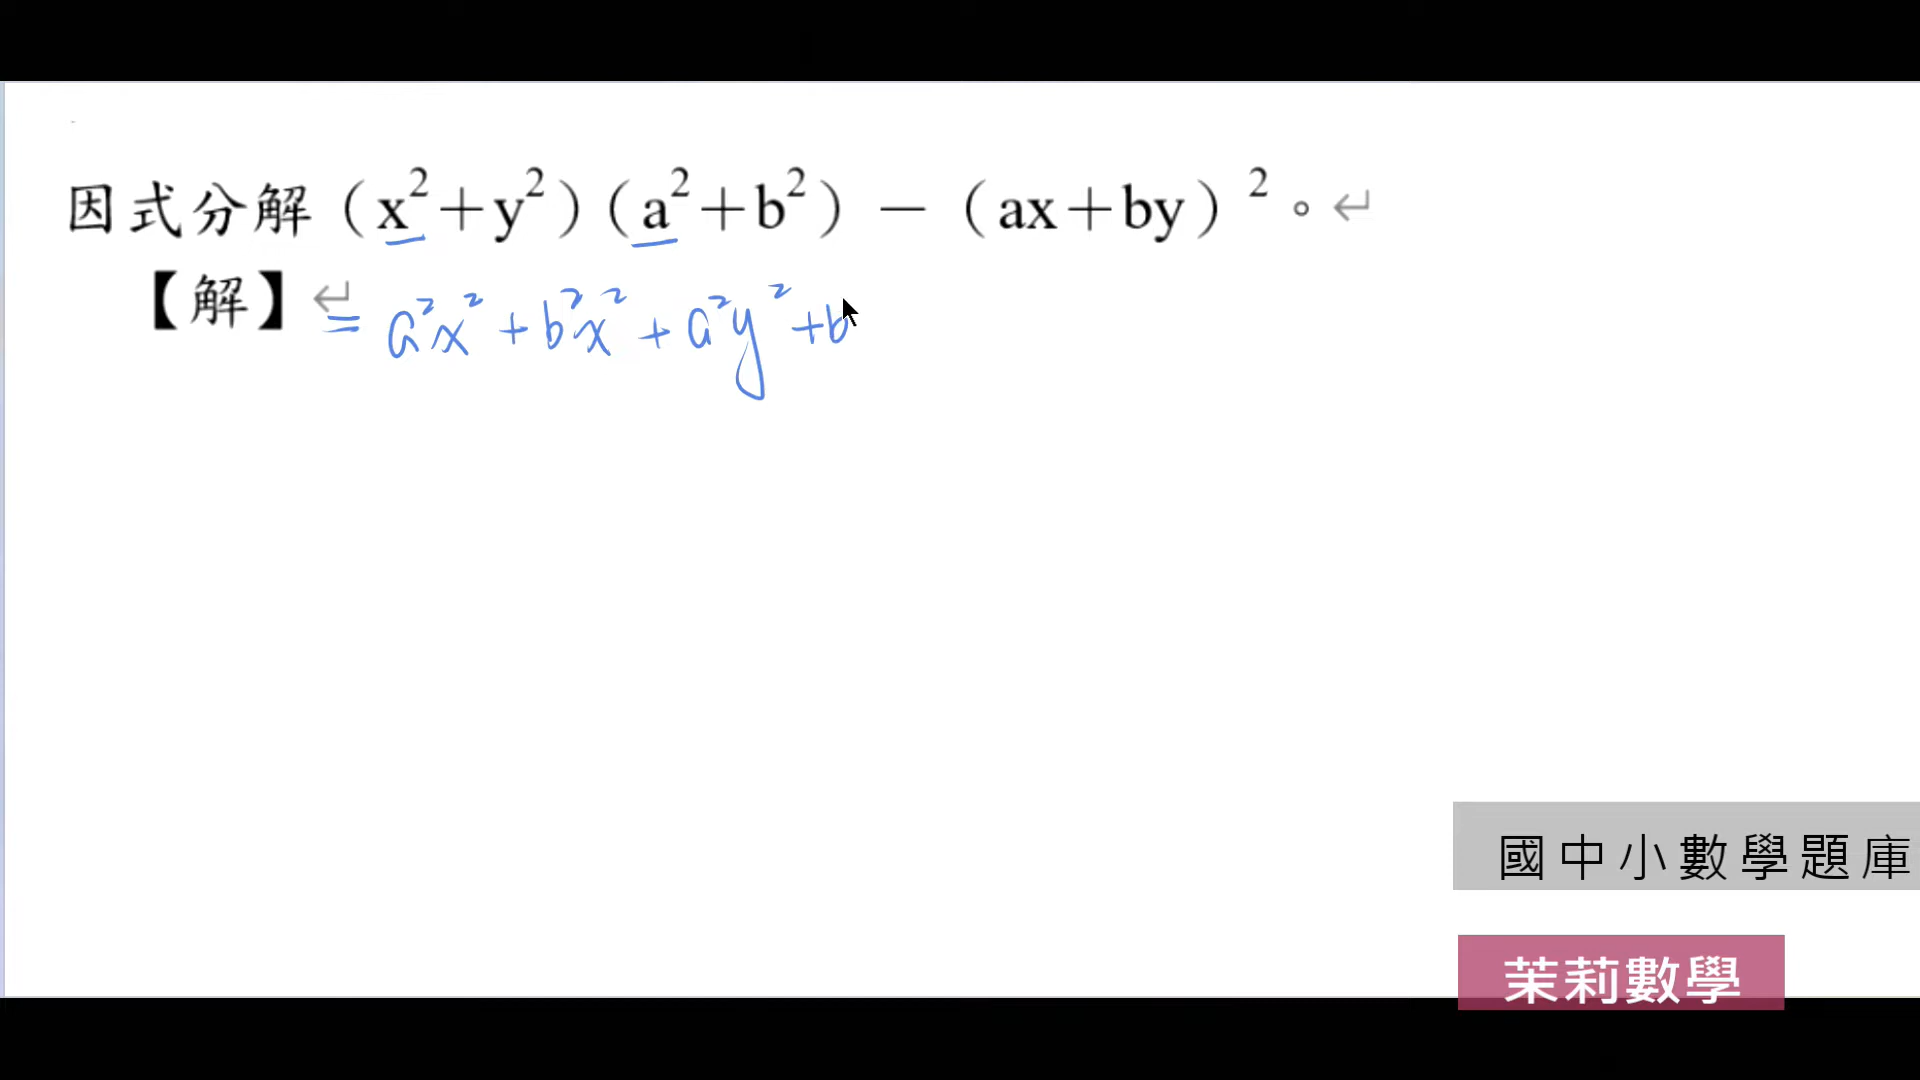 因式分解（x²+y²）（a²+b²）－（ax+by）²。↵
【解】↵
= a²x² + b²x² + a²y² + b
國中小數學題庫
茉莉數學